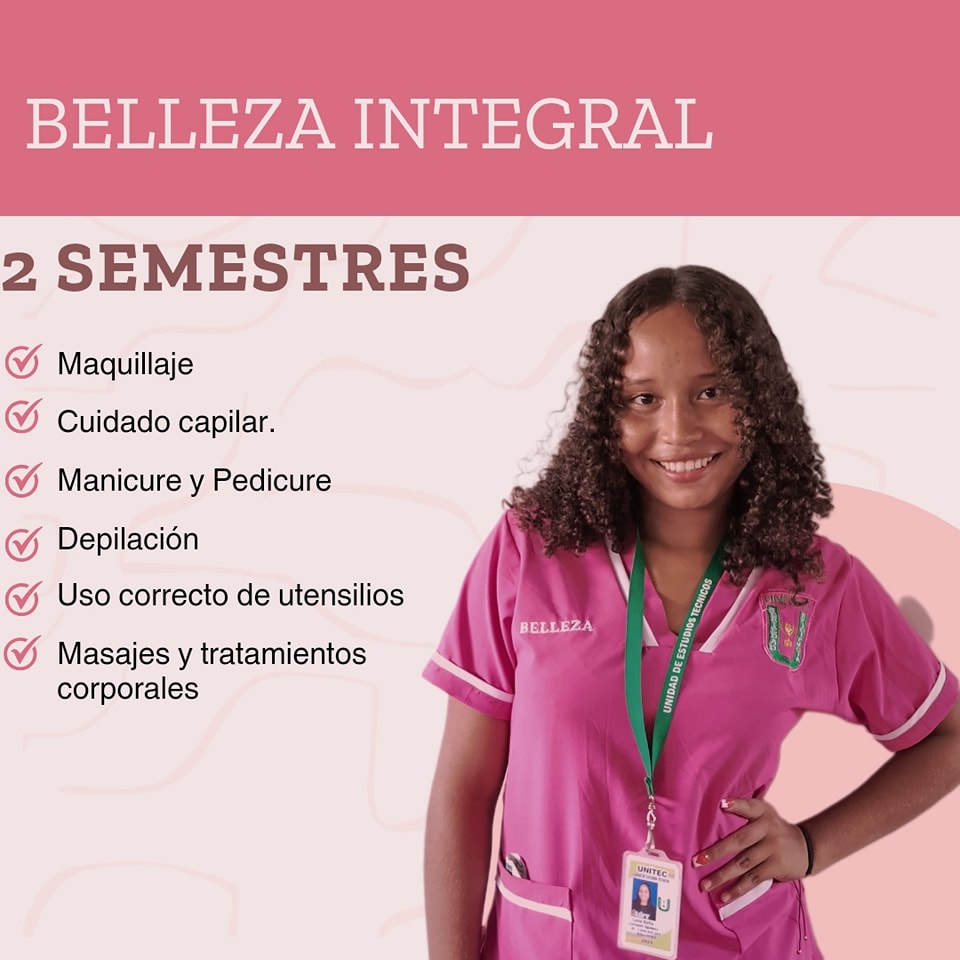 BELLEZA INTEGRAL
2 SEMESTRES
Maquillaje
Cuidado capilar.
Manicure y Pedicure
Depilación
Uso correcto de utensilios
Masajes y tratamientos
corporales
BELLEZA
UNIDAD DE ESTUDIOS TECNICOS
UNITEC